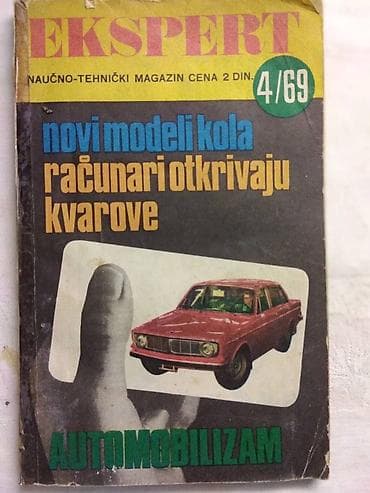 EKSPERT
NAUČNO-TEHNIČKI MAGAZIN CENA 2 DIN.
4/69
novi modeli kola
računari otkrivaju
kvarove
AUTOMOBILIZAM